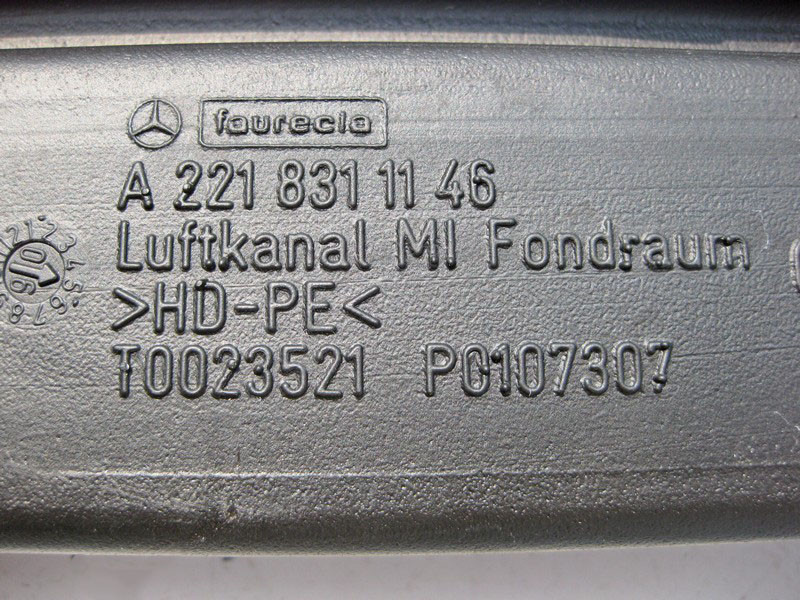 faurecia
A 221 831 11 46
Luftkanal MI Fondraum
>HD-PE<
T0023521 P0107307